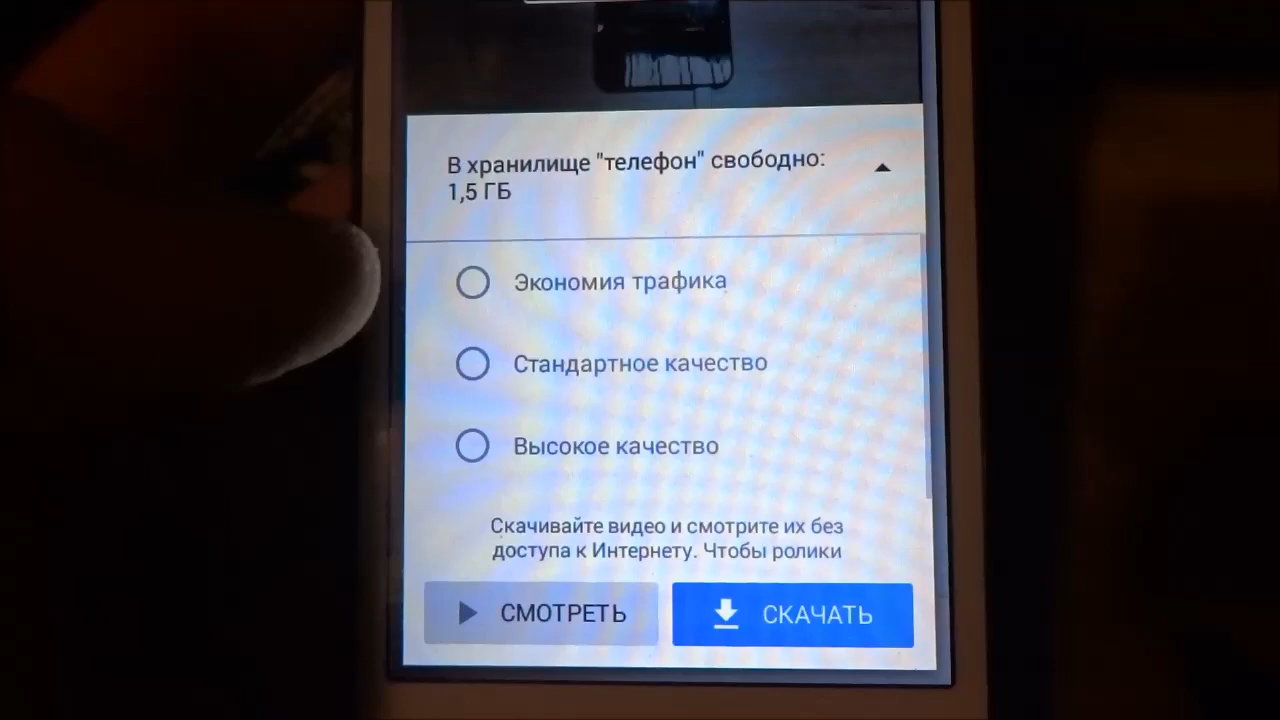 В хранилище "телефон" свободно:
1,5 ГБ
Экономия трафика
Стандартное качество
Высокое качество
Скачивайте видео и смотрите их без
доступа к Интернету. Чтобы ролики
СМОТРЕТЬ
СКАЧАТЬ